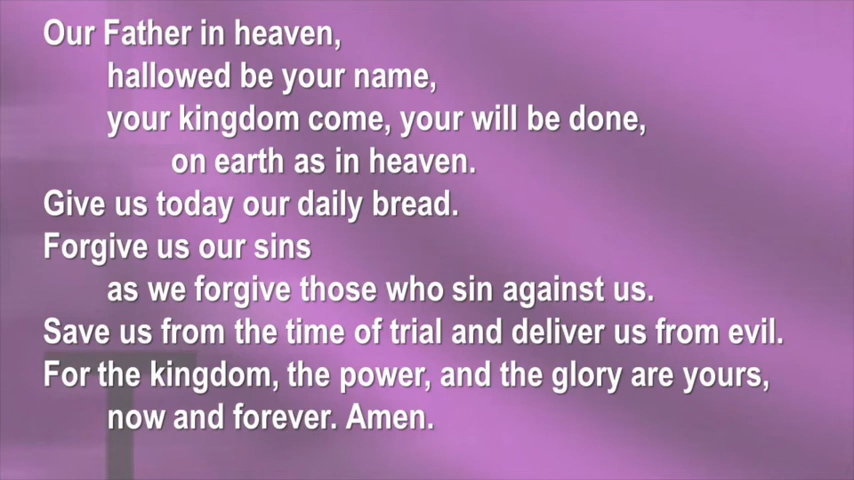 Our Father in heaven,
hallowed be your name,
your kingdom come, your will be done,
on earth as in heaven.
Give us today our daily bread.
Forgive us our sins
as we forgive those who sin against us.
Save us from the time of trial and deliver us from evil.
For the kingdom, the power, and the glory are yours,
now and forever. Amen.